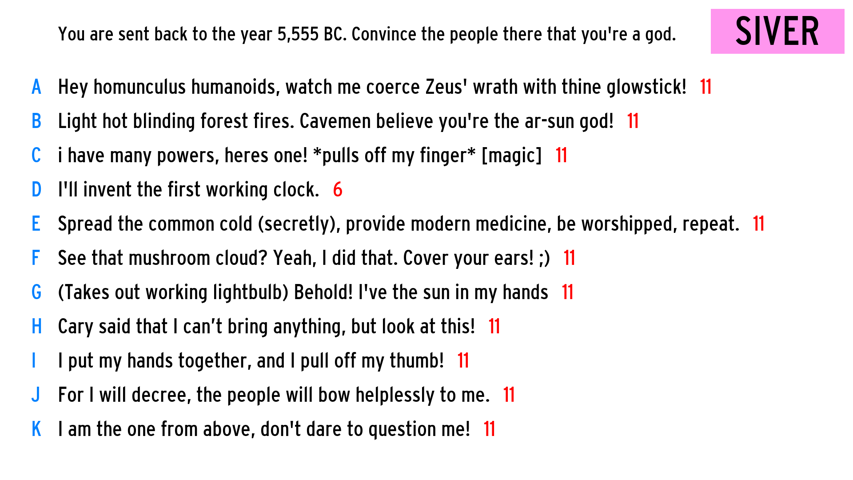 You are sent back to the year 5,555 BC. Convince the people there that you're a god.
SIVER
A Hey homunculus humanoids, watch me coerce Zeus' wrath with thine glowstick! 11
B Light hot blinding forest fires. Cavemen believe you're the ar-sun god! 11
C i have many powers, heres one! *pulls off my finger* [magic] 11
D I'll invent the first working clock. 6
E Spread the common cold (secretly), provide modern medicine, be worshipped, repeat. 11
F See that mushroom cloud? Yeah, I did that. Cover your ears! ;) 11
G (Takes out working lightbulb) Behold! I've the sun in my hands 11
H Cary said that I can’t bring anything, but look at this! 11
I I put my hands together, and I pull off my thumb! 11
J For I will decree, the people will bow helplessly to me. 11
K I am the one from above, don't dare to question me! 11